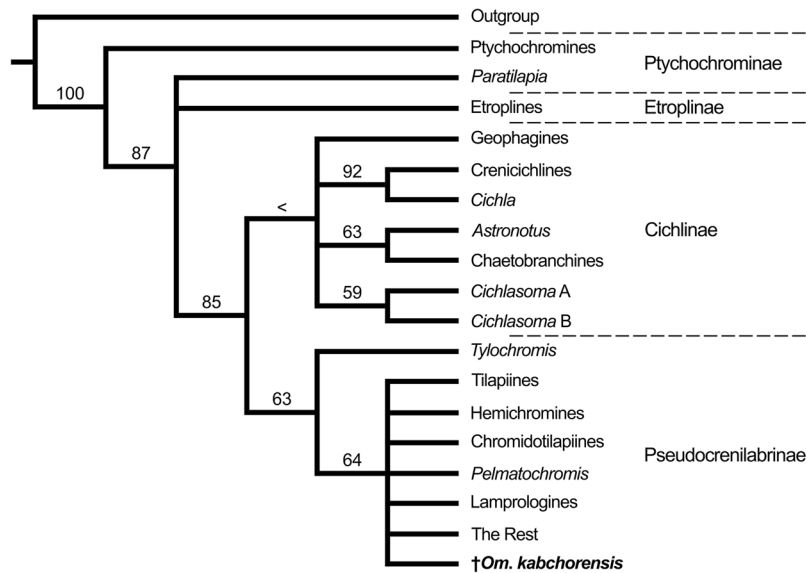 Outgroup
Ptychochromines
Ptychochrominae
100
Paratilapia
Etroplines
Etroplinae
87
Geophagines
92
Crenicichlines
Cichla
<
63
Astronotus
Cichlinae
Chaetobranchines
59
Cichlasoma A
85
Cichlasoma B
Tylochromis
Tilapiines
63
Hemichromines
Chromidotilapiines
Pseudocrenilabrinae
64
Pelmatochromis
Lamprologines
The Rest
†Om. kabchorensis